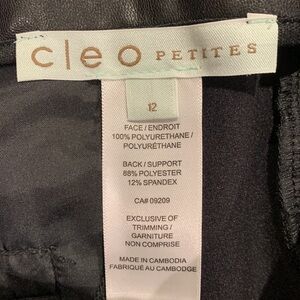 cleo PETITES
12
FACE / ENDROIT
100% POLYURETHANE /
POLYURÉTHANE
BACK / SUPPORT
88% POLYESTER
12% SPANDEX
CA# 09209
EXCLUSIVE OF
TRIMMING /
GARNITURE
NON COMPRISE
MADE IN CAMBODIA
FABRIQUÉ AU CAMBODGE